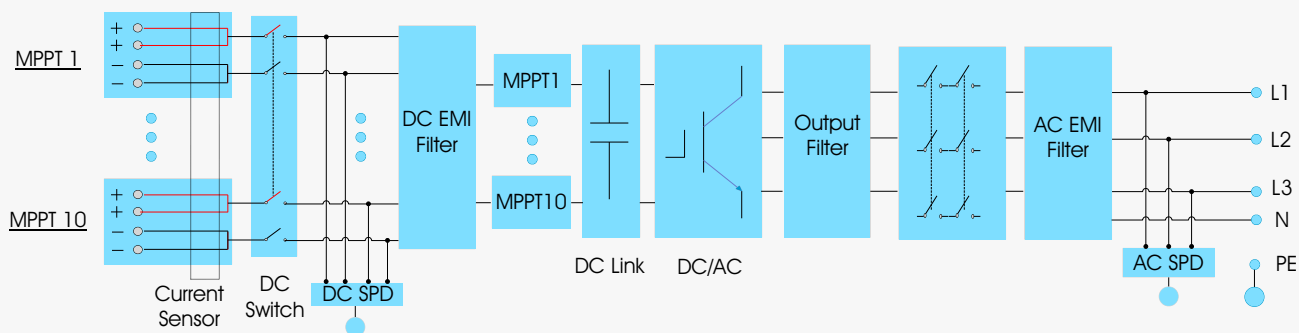 +
+
MPPT 1
−
−
+
+
MPPT 10
−
−
Current
Sensor
DC
Switch
DC SPD
DC EMI
Filter
MPPT1
MPPT10
DC Link
DC/AC
Output
Filter
AC EMI
Filter
L1
L2
L3
N
AC SPD
PE